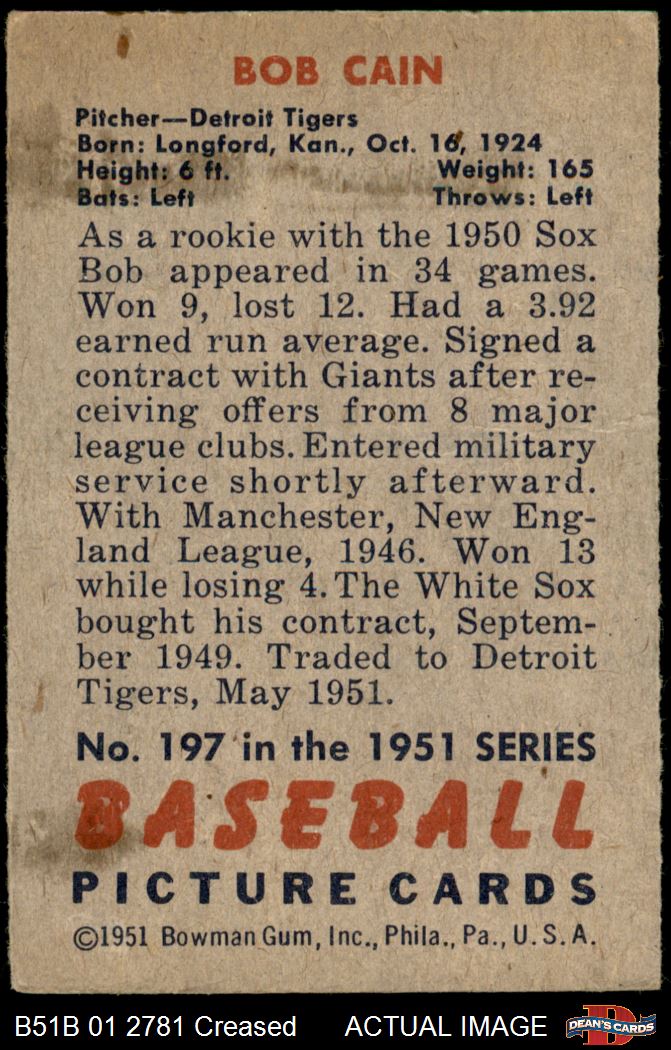 BOB CAIN
Pitcher—Detroit Tigers
Born: Longford, Kan., Oct. 16, 1924
Height: 6 ft. Weight: 165
Bats: Left Throws: Left
As a rookie with the 1950 Sox
Bob appeared in 34 games.
Won 9, lost 12. Had a 3.92
earned run average. Signed a
contract with Giants after re-
ceiving offers from 8 major
league clubs. Entered military
service shortly afterward.
With Manchester, New Eng-
land League, 1946. Won 13
while losing 4. The White Sox
bought his contract, Septem-
ber 1949. Traded to Detroit
Tigers, May 1951.
No. 197 in the 1951 SERIES
BASEBALL
PICTURE CARDS
©1951 Bowman Gum, Inc., Phila., Pa., U. S. A.
B51B 01 2781 Creased ACTUAL IMAGE
D
DEAN'S CARDS